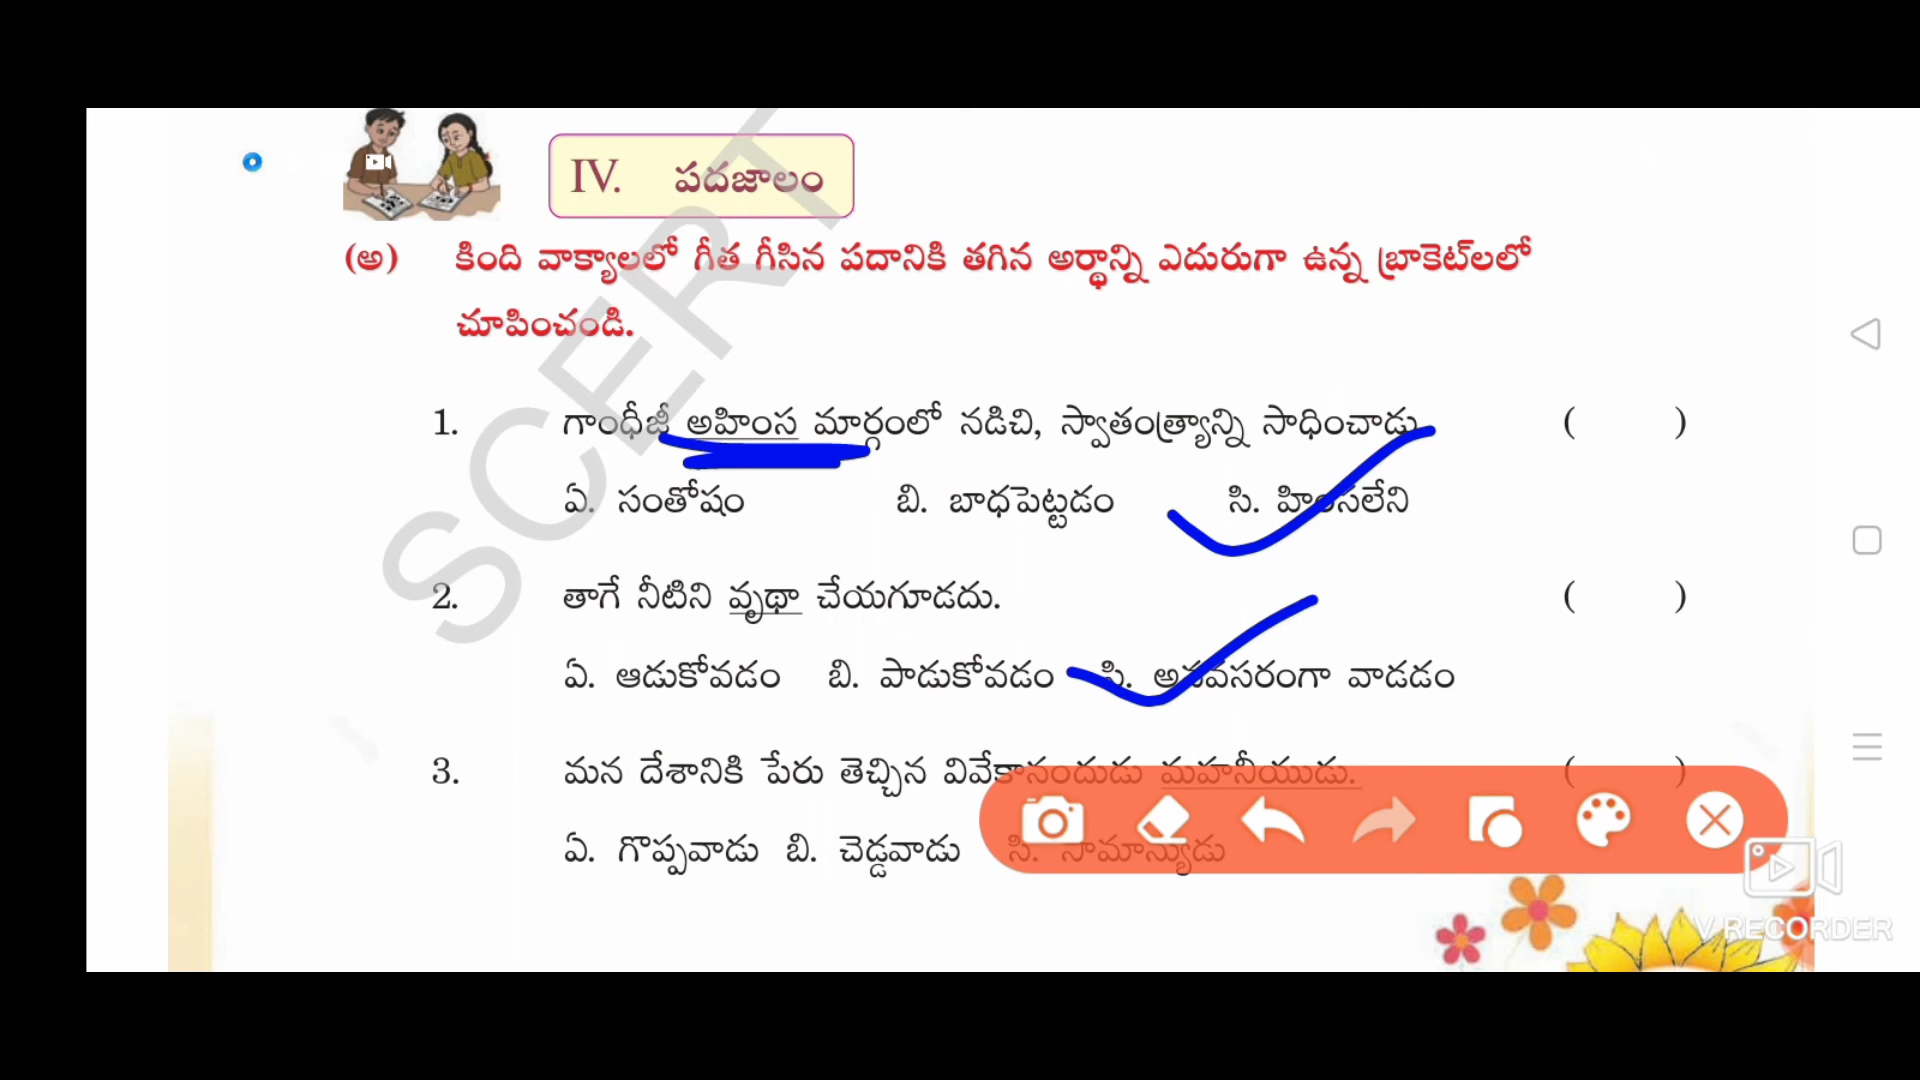 IV. పదజాలం
(అ) కింది వాక్యాలలో గీత గీసిన పదానికి తగిన అర్థాన్ని ఎదురుగా ఉన్న బ్రాకెట్‌లలో
చూపించండి.
1. గాంధీజీ అహింస మార్గంలో నడిచి, స్వాతంత్ర్యాన్ని సాధించాడు. ( )
ఏ. సంతోషం బి. బాధపెట్టడం సి. హింసలేని
2. తాగే నీటిని వృథా చేయగూడదు. ( )
ఏ. ఆడుకోవడం బి. పాడుకోవడం సి. అనవసరంగా వాడడం
3. మన దేశానికి పేరు తెచ్చిన వివేకానందుడు మహనీయుడు. ( )
ఏ. గొప్పవాడు బి. చెడ్డవాడు సి. సామాన్యుడు
SCERT
V RECORDER